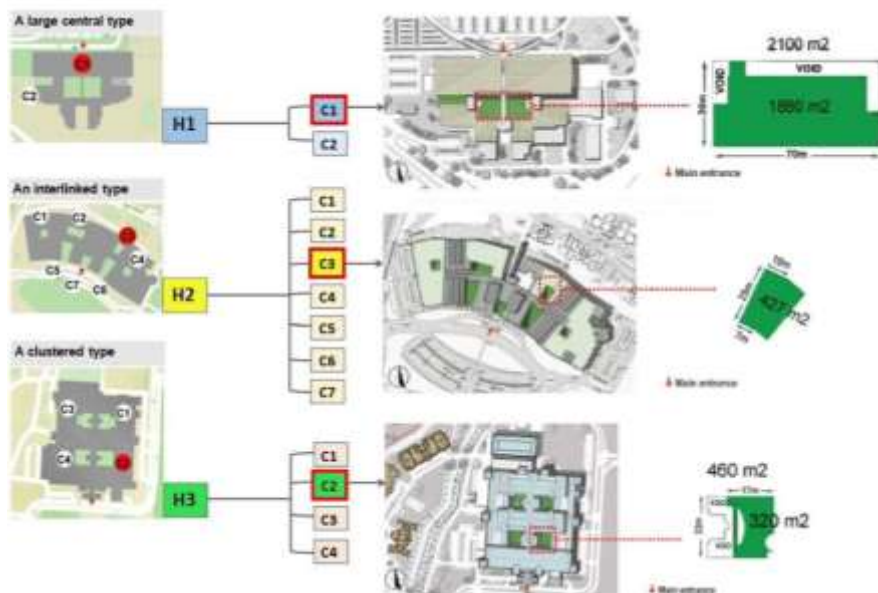 A large central type
C2
H1
C1
C2
2100 m2
VOID
VOID
1880 m2
70m
Main entrance
An interlinked type
C1
C2
C4
C5
C7
C6
H2
C1
C2
C3
C4
C5
C6
C7
427 m2
Main entrance
A clustered type
C3
C1
C4
H3
C1
C2
C3
C4
460 m2
320 m2
Main entrance